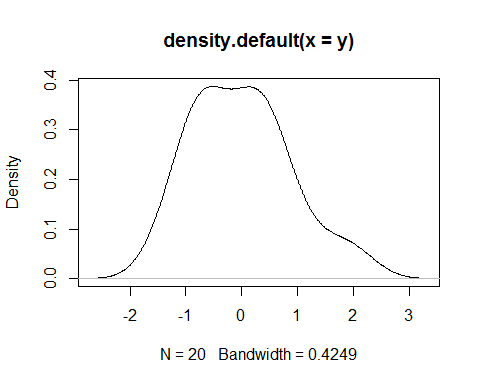 density.default(x = y)
Density
0.4
0.3
0.2
0.1
0.0
-2 -1 0 1 2 3
N = 20 Bandwidth = 0.4249